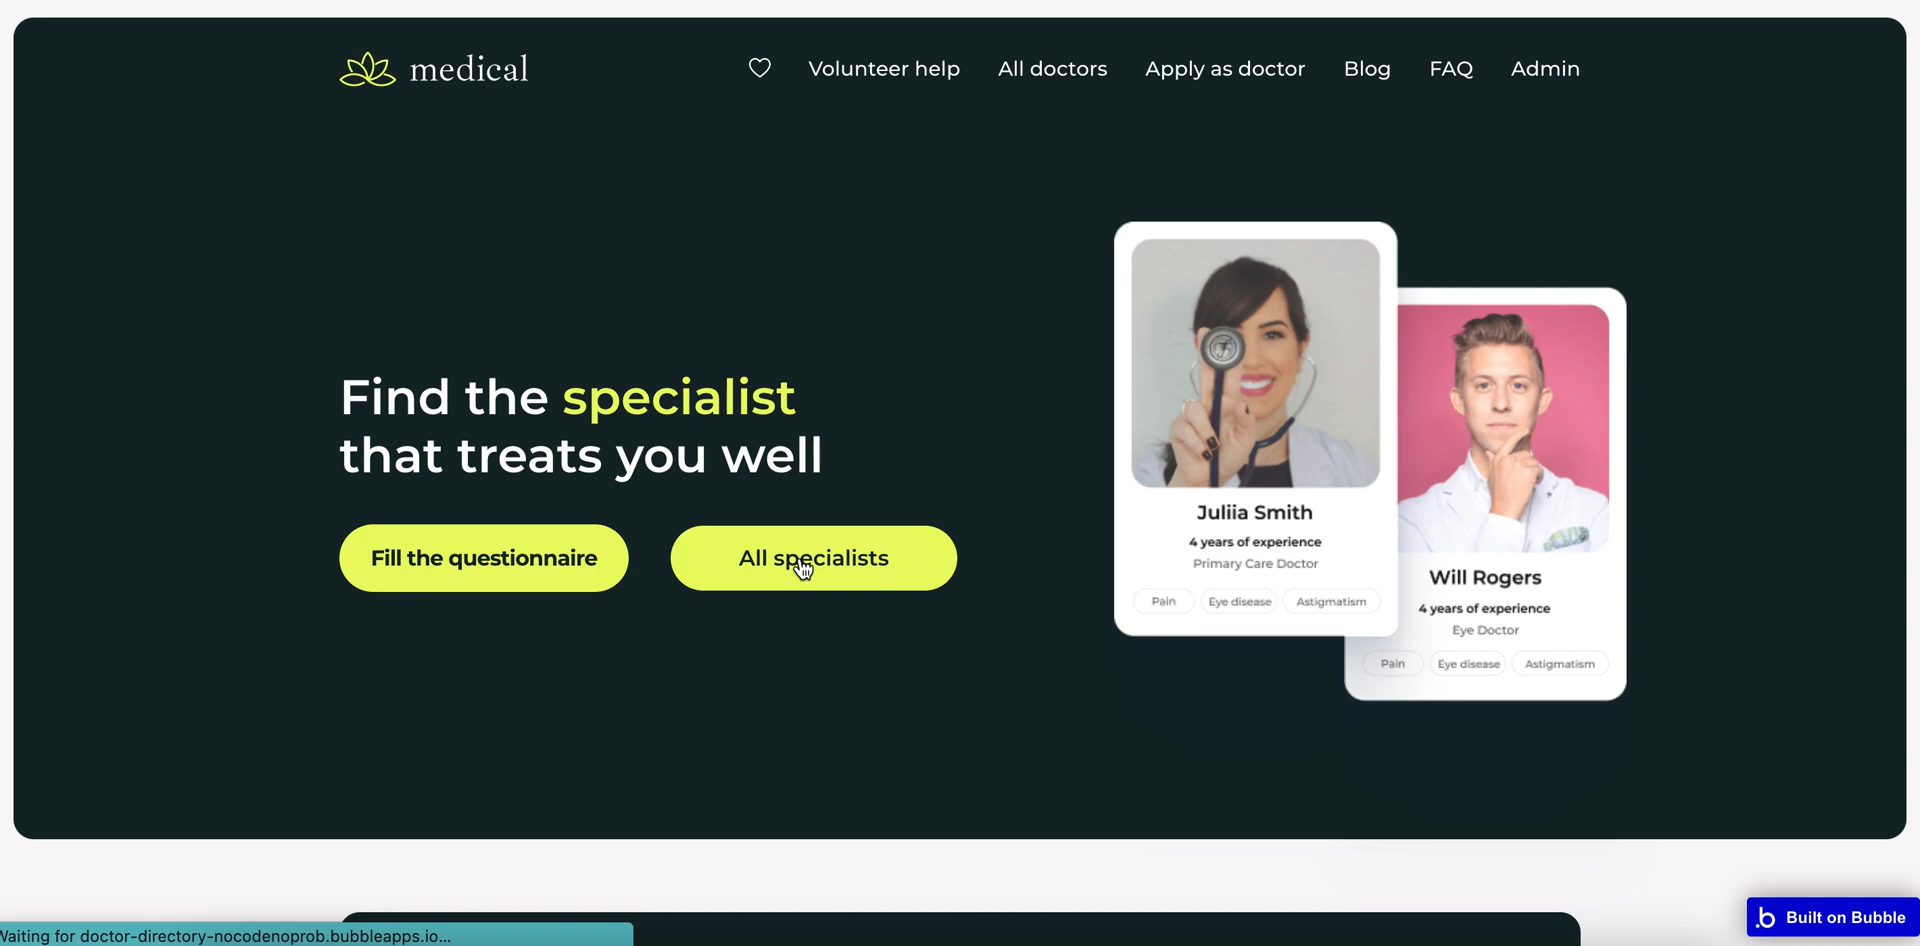 medical
Volunteer help
All doctors
Apply as doctor
Blog
FAQ
Admin
Find the specialist
that treats you well
Fill the questionnaire
All specialists
Juliia Smith
4 years of experience
Primary Care Doctor
Pain
Eye disease
Astigmatism
Will Rogers
4 years of experience
Eye Doctor
Pain
Eye disease
Astigmatism
Waiting for doctor-directory-nocodenoprob.bubbleapps.io...
Built on Bubble